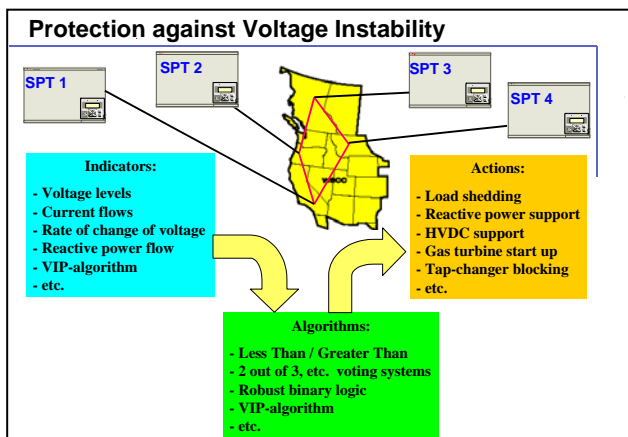 Protection against Voltage Instability
SPT 1
SPT 2
SPT 3
SPT 4
Indicators:
- Voltage levels
- Current flows
- Rate of change of voltage
- Reactive power flow
- VIP-algorithm
- etc.
Actions:
- Load shedding
- Reactive power support
- HVDC support
- Gas turbine start up
- Tap-changer blocking
- etc.
Algorithms:
- Less Than / Greater Than
- 2 out of 3, etc. voting systems
- Robust binary logic
- VIP-algorithm
- etc.